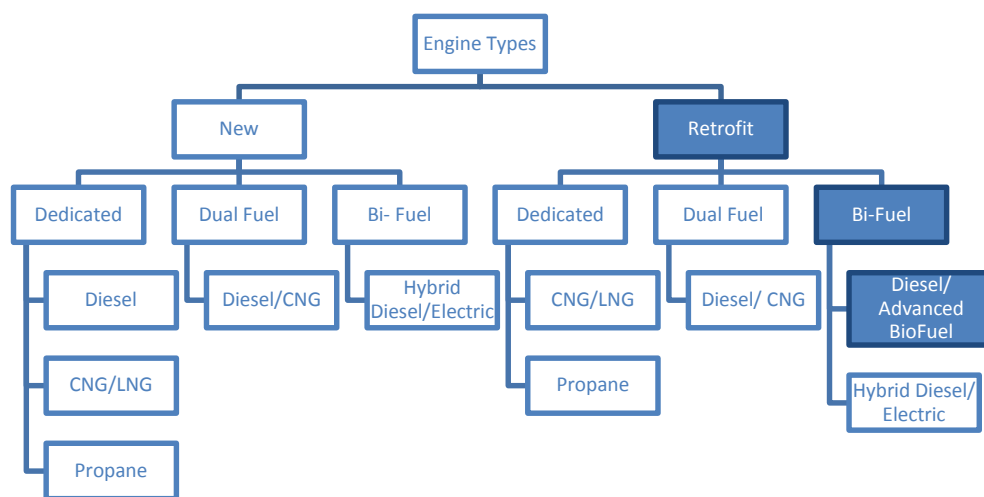 Engine Types
New
Retrofit
Dedicated
Dual Fuel
Bi- Fuel
Dedicated
Dual Fuel
Bi-Fuel
Diesel
Diesel/CNG
Hybrid
Diesel/Electric
CNG/LNG
Diesel/ CNG
Diesel/
Advanced
BioFuel
CNG/LNG
Propane
Hybrid Diesel/
Electric
Propane